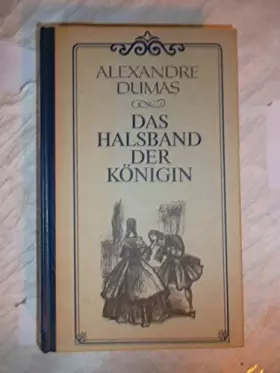 ALEXANDRE
DUMAS
DAS
HALSBAND
DER
KÖNIGIN